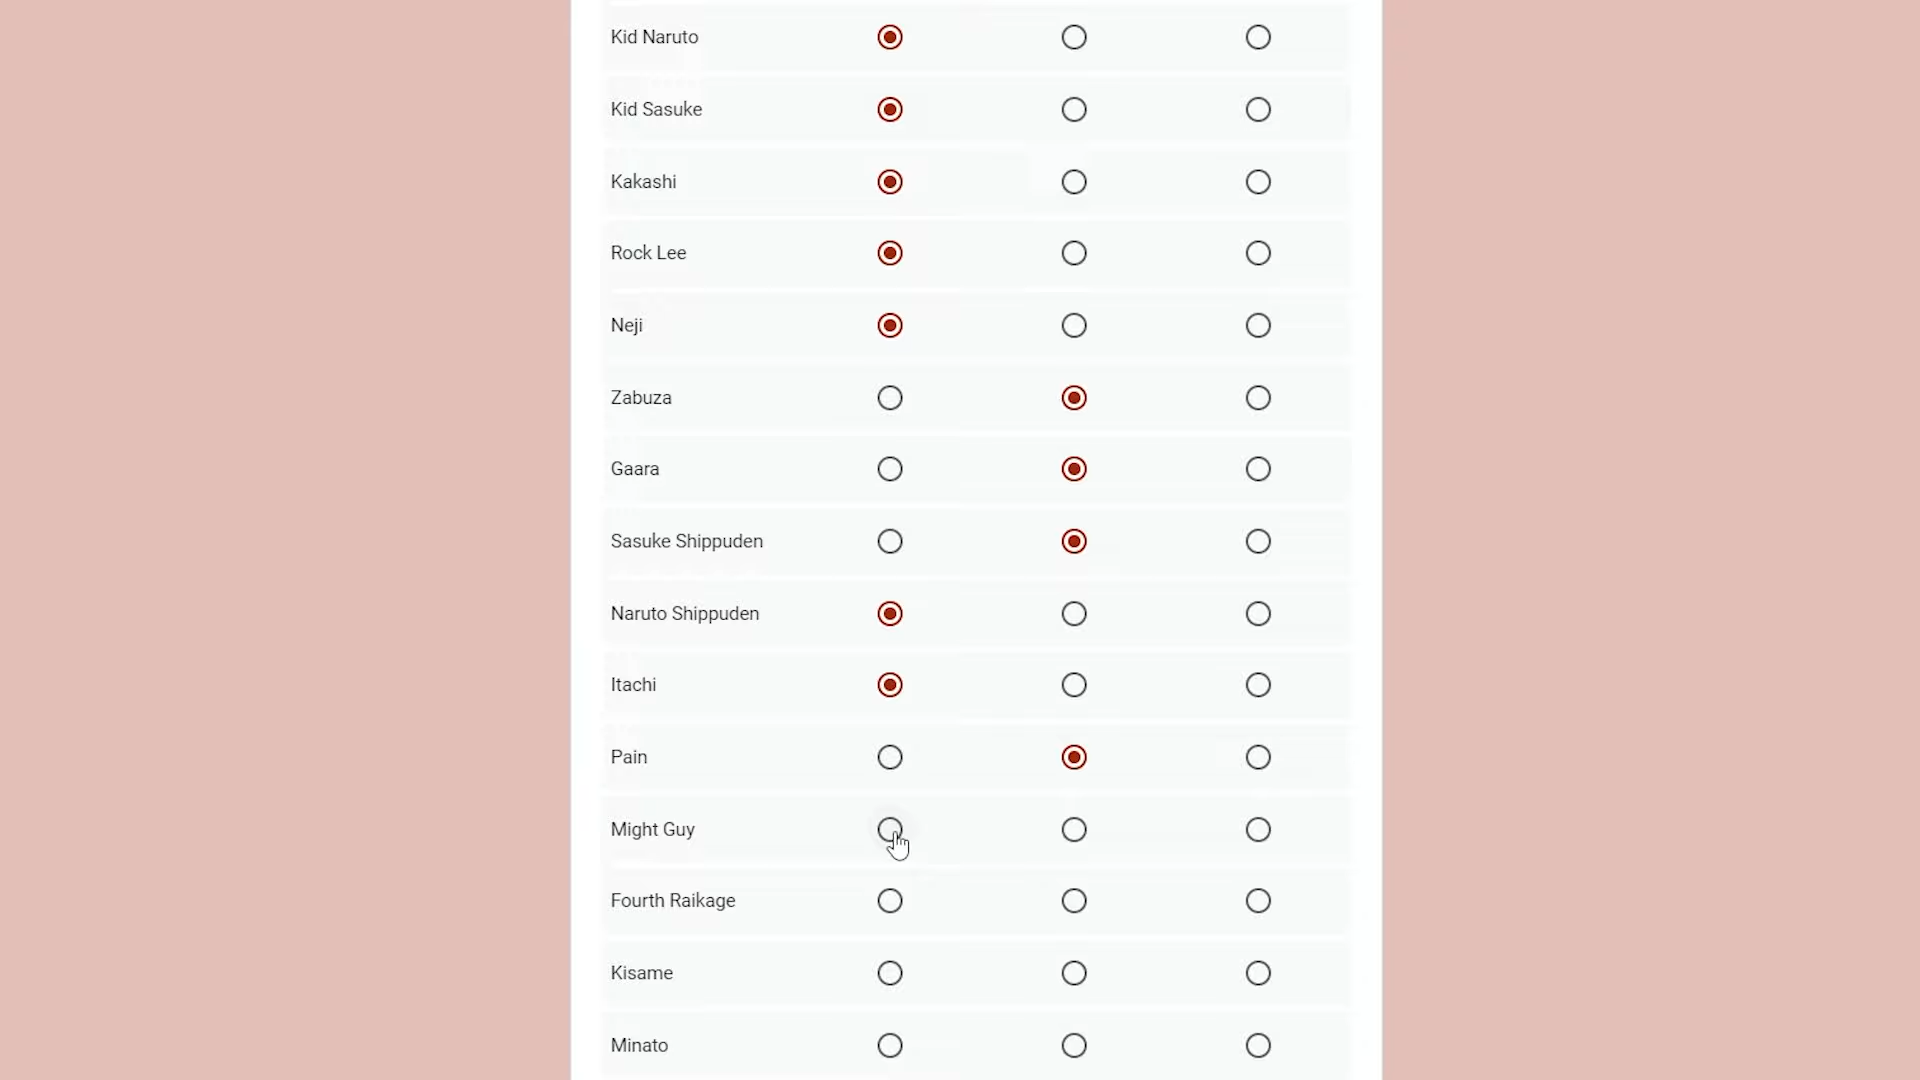 Kid Naruto
Kid Sasuke
Kakashi
Rock Lee
Neji
Zabuza
Gaara
Sasuke Shippuden
Naruto Shippuden
Itachi
Pain
Might Guy
Fourth Raikage
Kisame
Minato